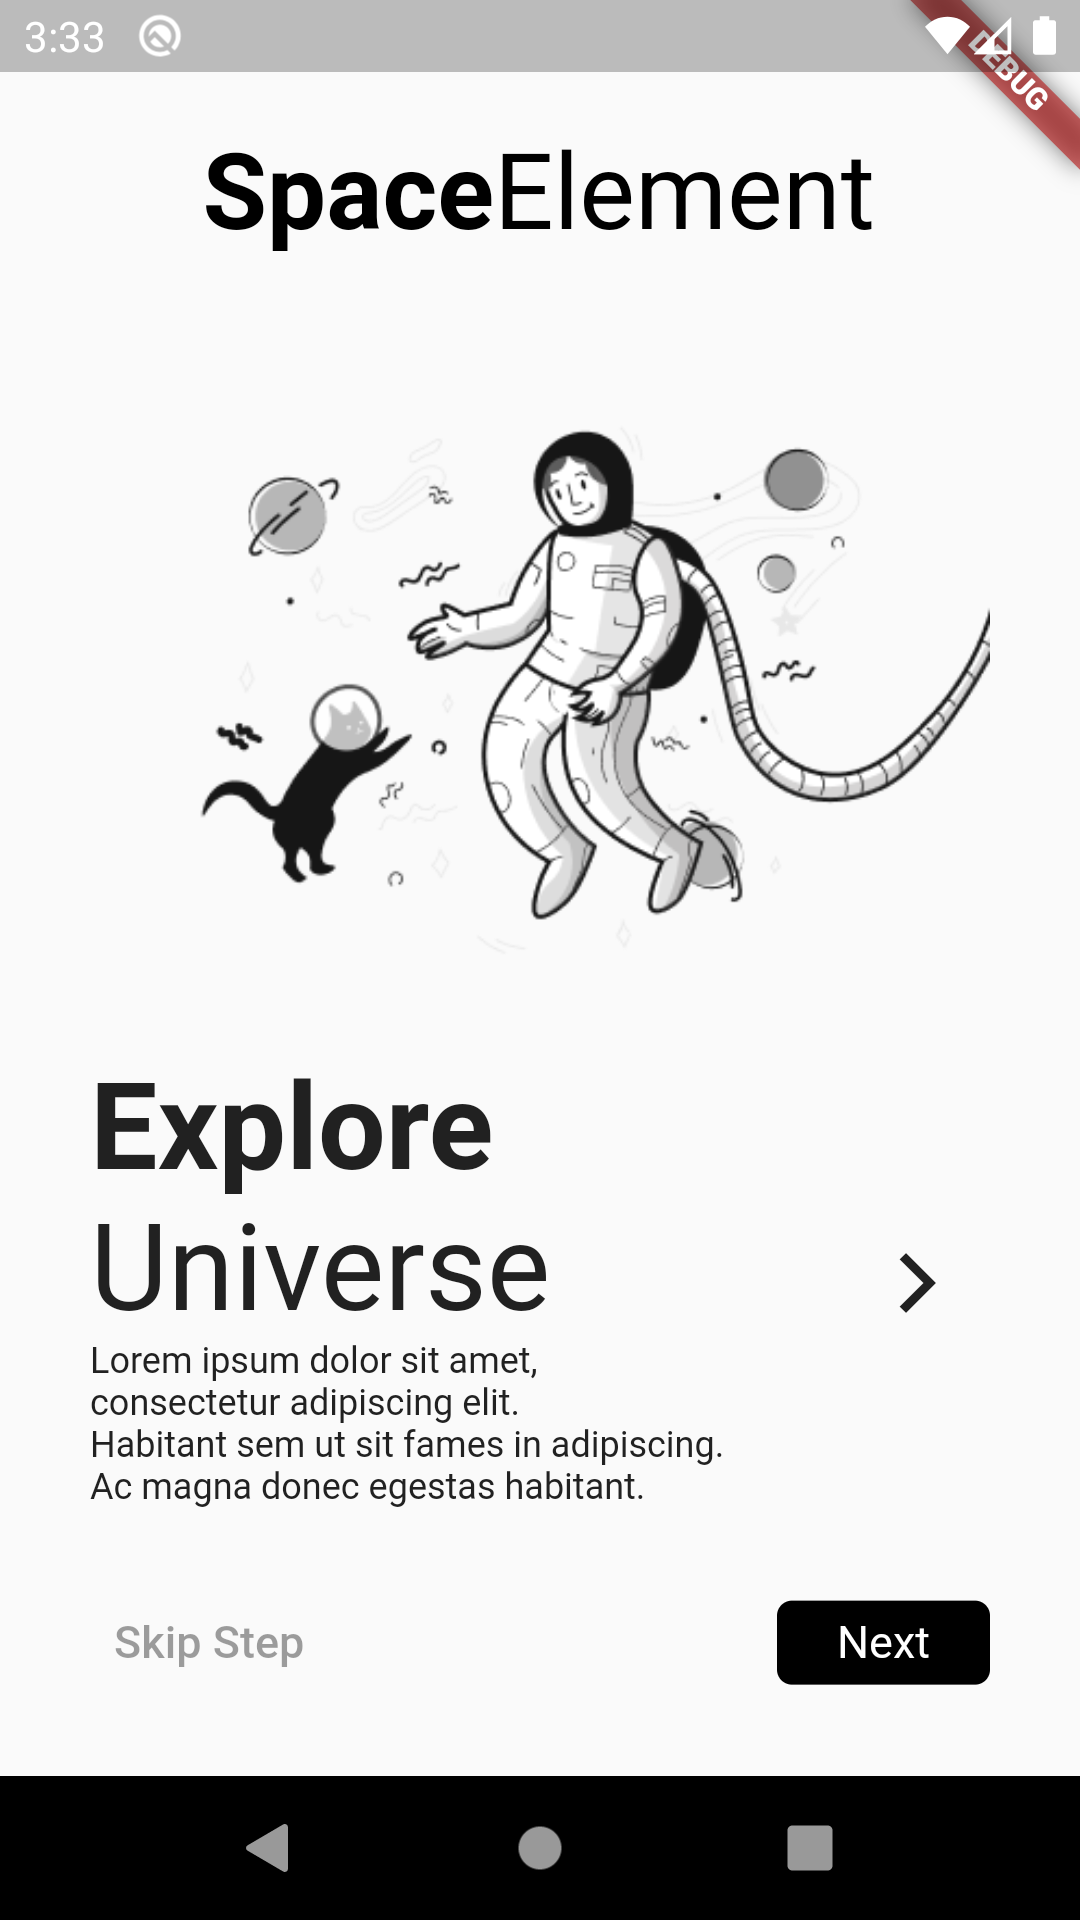 3:33
DEBUG
SpaceElement
Explore
Universe
Lorem ipsum dolor sit amet,
consectetur adipiscing elit.
Habitant sem ut sit fames in adipiscing.
Ac magna donec egestas habitant.
Skip Step
Next